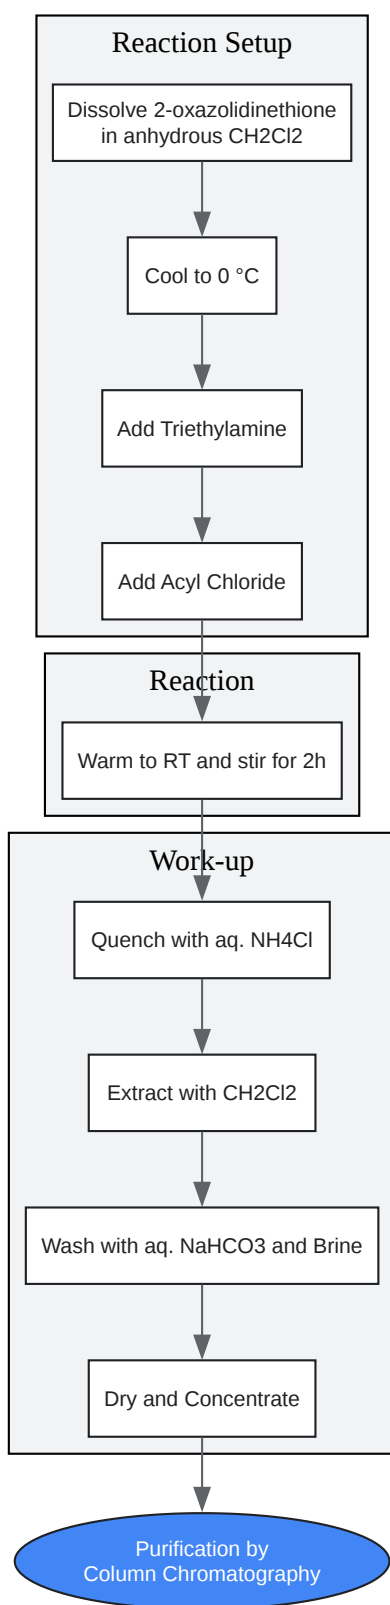 Reaction Setup
Dissolve 2-oxazolidinethione
in anhydrous CH2Cl2
Cool to 0 °C
Add Triethylamine
Add Acyl Chloride
Reaction
Warm to RT and stir for 2h
Work-up
Quench with aq. NH4Cl
Extract with CH2Cl2
Wash with aq. NaHCO3 and Brine
Dry and Concentrate
Purification by
Column Chromatography